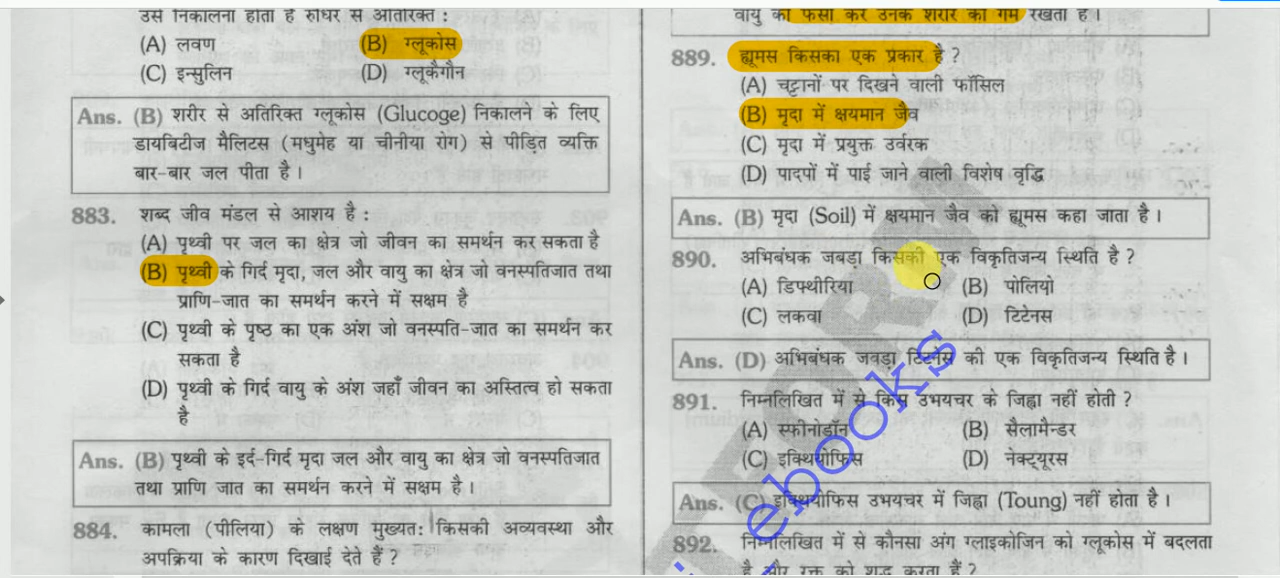 उसे निकालना होता है रुधिर से अतिरिक्त :
(A) लवण (B) ग्लूकोस
(C) इन्सुलिन (D) ग्लूकैगौन
Ans. (B) शरीर से अतिरिक्त ग्लूकोस (Glucoge) निकालने के लिए
डायबिटीज मैलिटस (मधुमेह या चीनीया रोग) से पीड़ित व्यक्ति
बार-बार जल पीता है।
883. शब्द जीव मंडल से आशय है :
(A) पृथ्वी पर जल का क्षेत्र जो जीवन का समर्थन कर सकता है
(B) पृथ्वी के गिर्द मृदा, जल और वायु का क्षेत्र जो वनस्पतिजात तथा
प्राणि-जात का समर्थन करने में सक्षम है
(C) पृथ्वी के पृष्ठ का एक अंश जो वनस्पति-जात का समर्थन कर
सकता है
(D) पृथ्वी के गिर्द वायु के अंश जहाँ जीवन का अस्तित्व हो सकता
है
Ans. (B) पृथ्वी के इर्द-गिर्द मृदा जल और वायु का क्षेत्र जो वनस्पतिजात
तथा प्राणि जात का समर्थन करने में सक्षम है।
884. कामला (पीलिया) के लक्षण मुख्यत: किसकी अव्यवस्था और
अपक्रिया के कारण दिखाई देते हैं ?
वायु को फंसा कर उनके शरीर को गर्म रखता है।
889. ह्यूमस किसका एक प्रकार है ?
(A) चट्टानों पर दिखने वाली फॉसिल
(B) मृदा में क्षयमान जैव
(C) मृदा में प्रयुक्त उर्वरक
(D) पादपों में पाई जाने वाली विशेष वृद्धि
Ans. (B) मृदा (Soil) में क्षयमान जैव को ह्यूमस कहा जाता है।
890. अभिबंधक जबड़ा किसकी एक विकृतिजन्य स्थिति है ?
(A) डिफ्थीरिया (B) पोलियो
(C) लकवा (D) टिटेनस
Ans. (D) अभिबंधक जवड़ा टिटनेस की एक विकृतिजन्य स्थिति है।
891. निम्नलिखित में से किस उभयचर के जिह्वा नहीं होती ?
(A) स्फीनोडॉन (B) सैलामैन्डर
(C) इक्थियोफिस (D) नेक्ट्यूरस
Ans. (C) इक्थियोफिस उभयचर में जिह्वा (Toung) नहीं होता है।
892. निम्नलिखित में से कौनसा अंग ग्लाइकोजिन को ग्लूकोस में बदलता
है और रक्त को शुद्ध करता है ?
ebooks